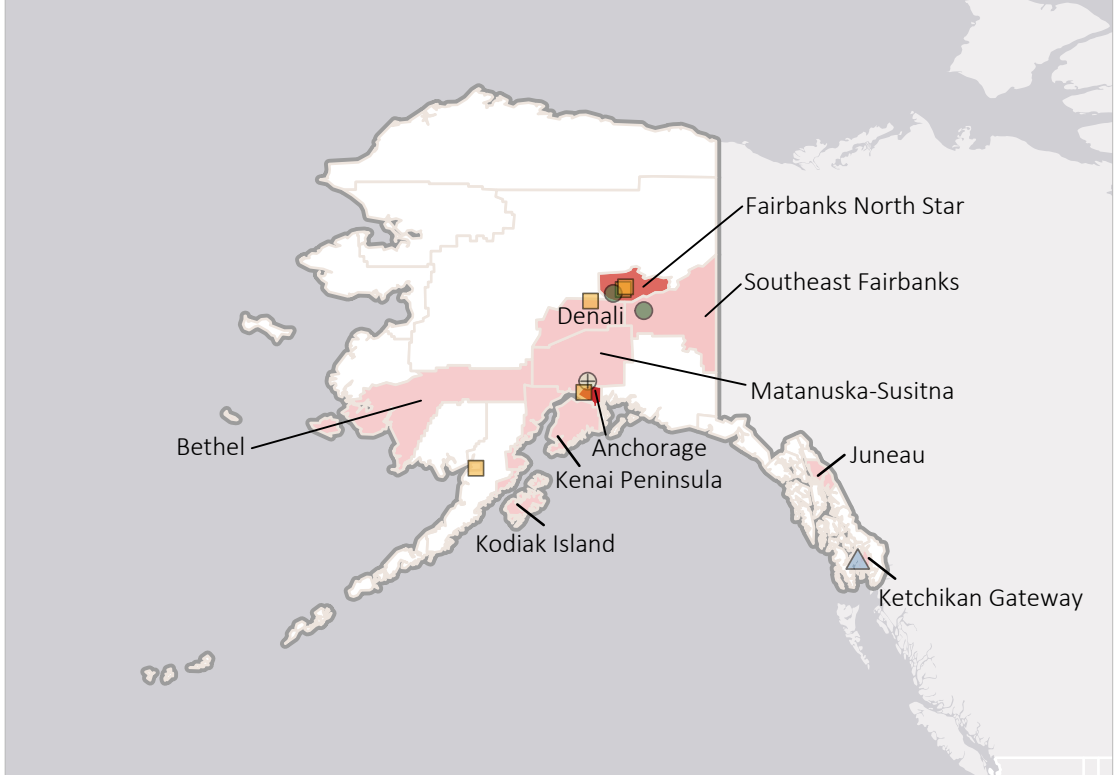 Fairbanks North Star
Southeast Fairbanks
Denali
Matanuska-Susitna
Bethel
Anchorage
Juneau
Kenai Peninsula
Kodiak Island
Ketchikan Gateway